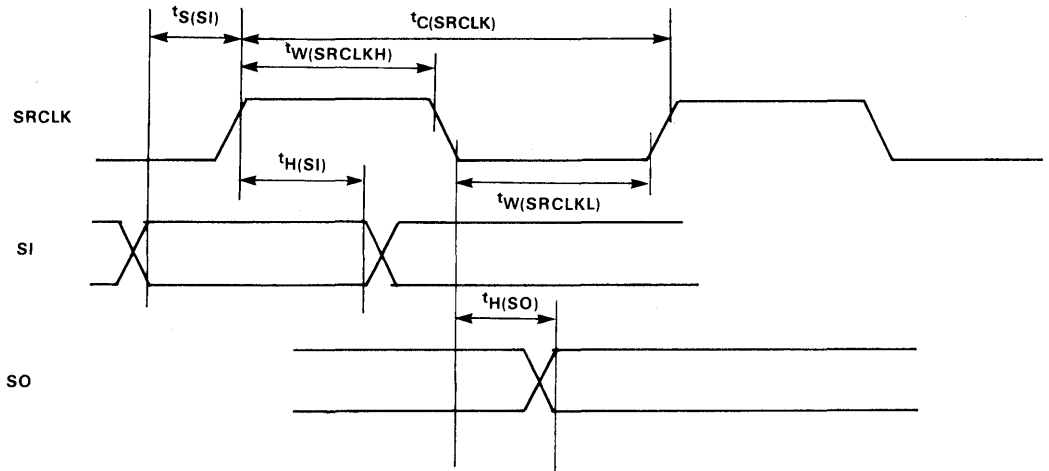 tS(SI)
tC(SRCLK)
tW(SRCLKH)
SRCLK
tH(SI)
tW(SRCLKL)
SI
tH(SO)
SO